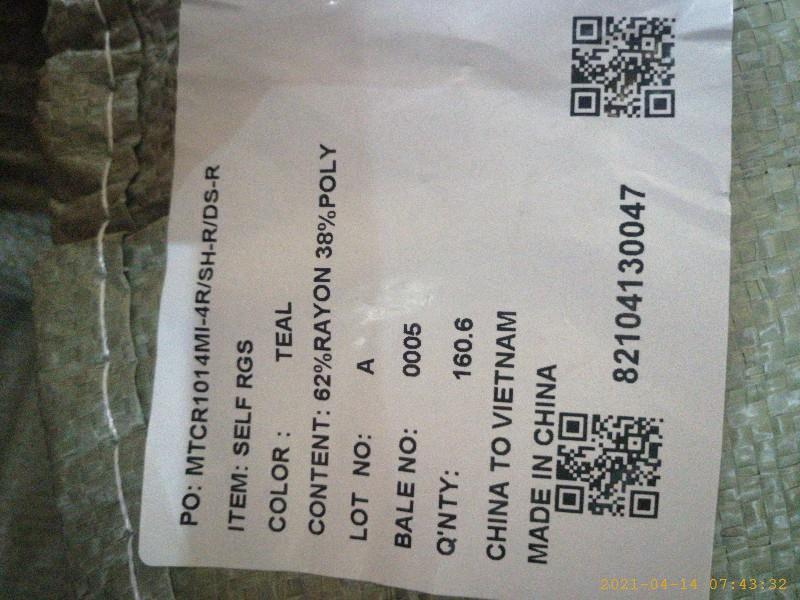 PO: MTCR1014MI-4R/SH-R/DS-R
ITEM: SELF RGS
COLOR : TEAL
CONTENT: 62%RAYON 38%POLY
LOT NO: A
BALE NO: 0005
Q'NTY: 160.6
CHINA TO VIETNAM
MADE IN CHINA
82104130047
2021-04-14 07:43:32